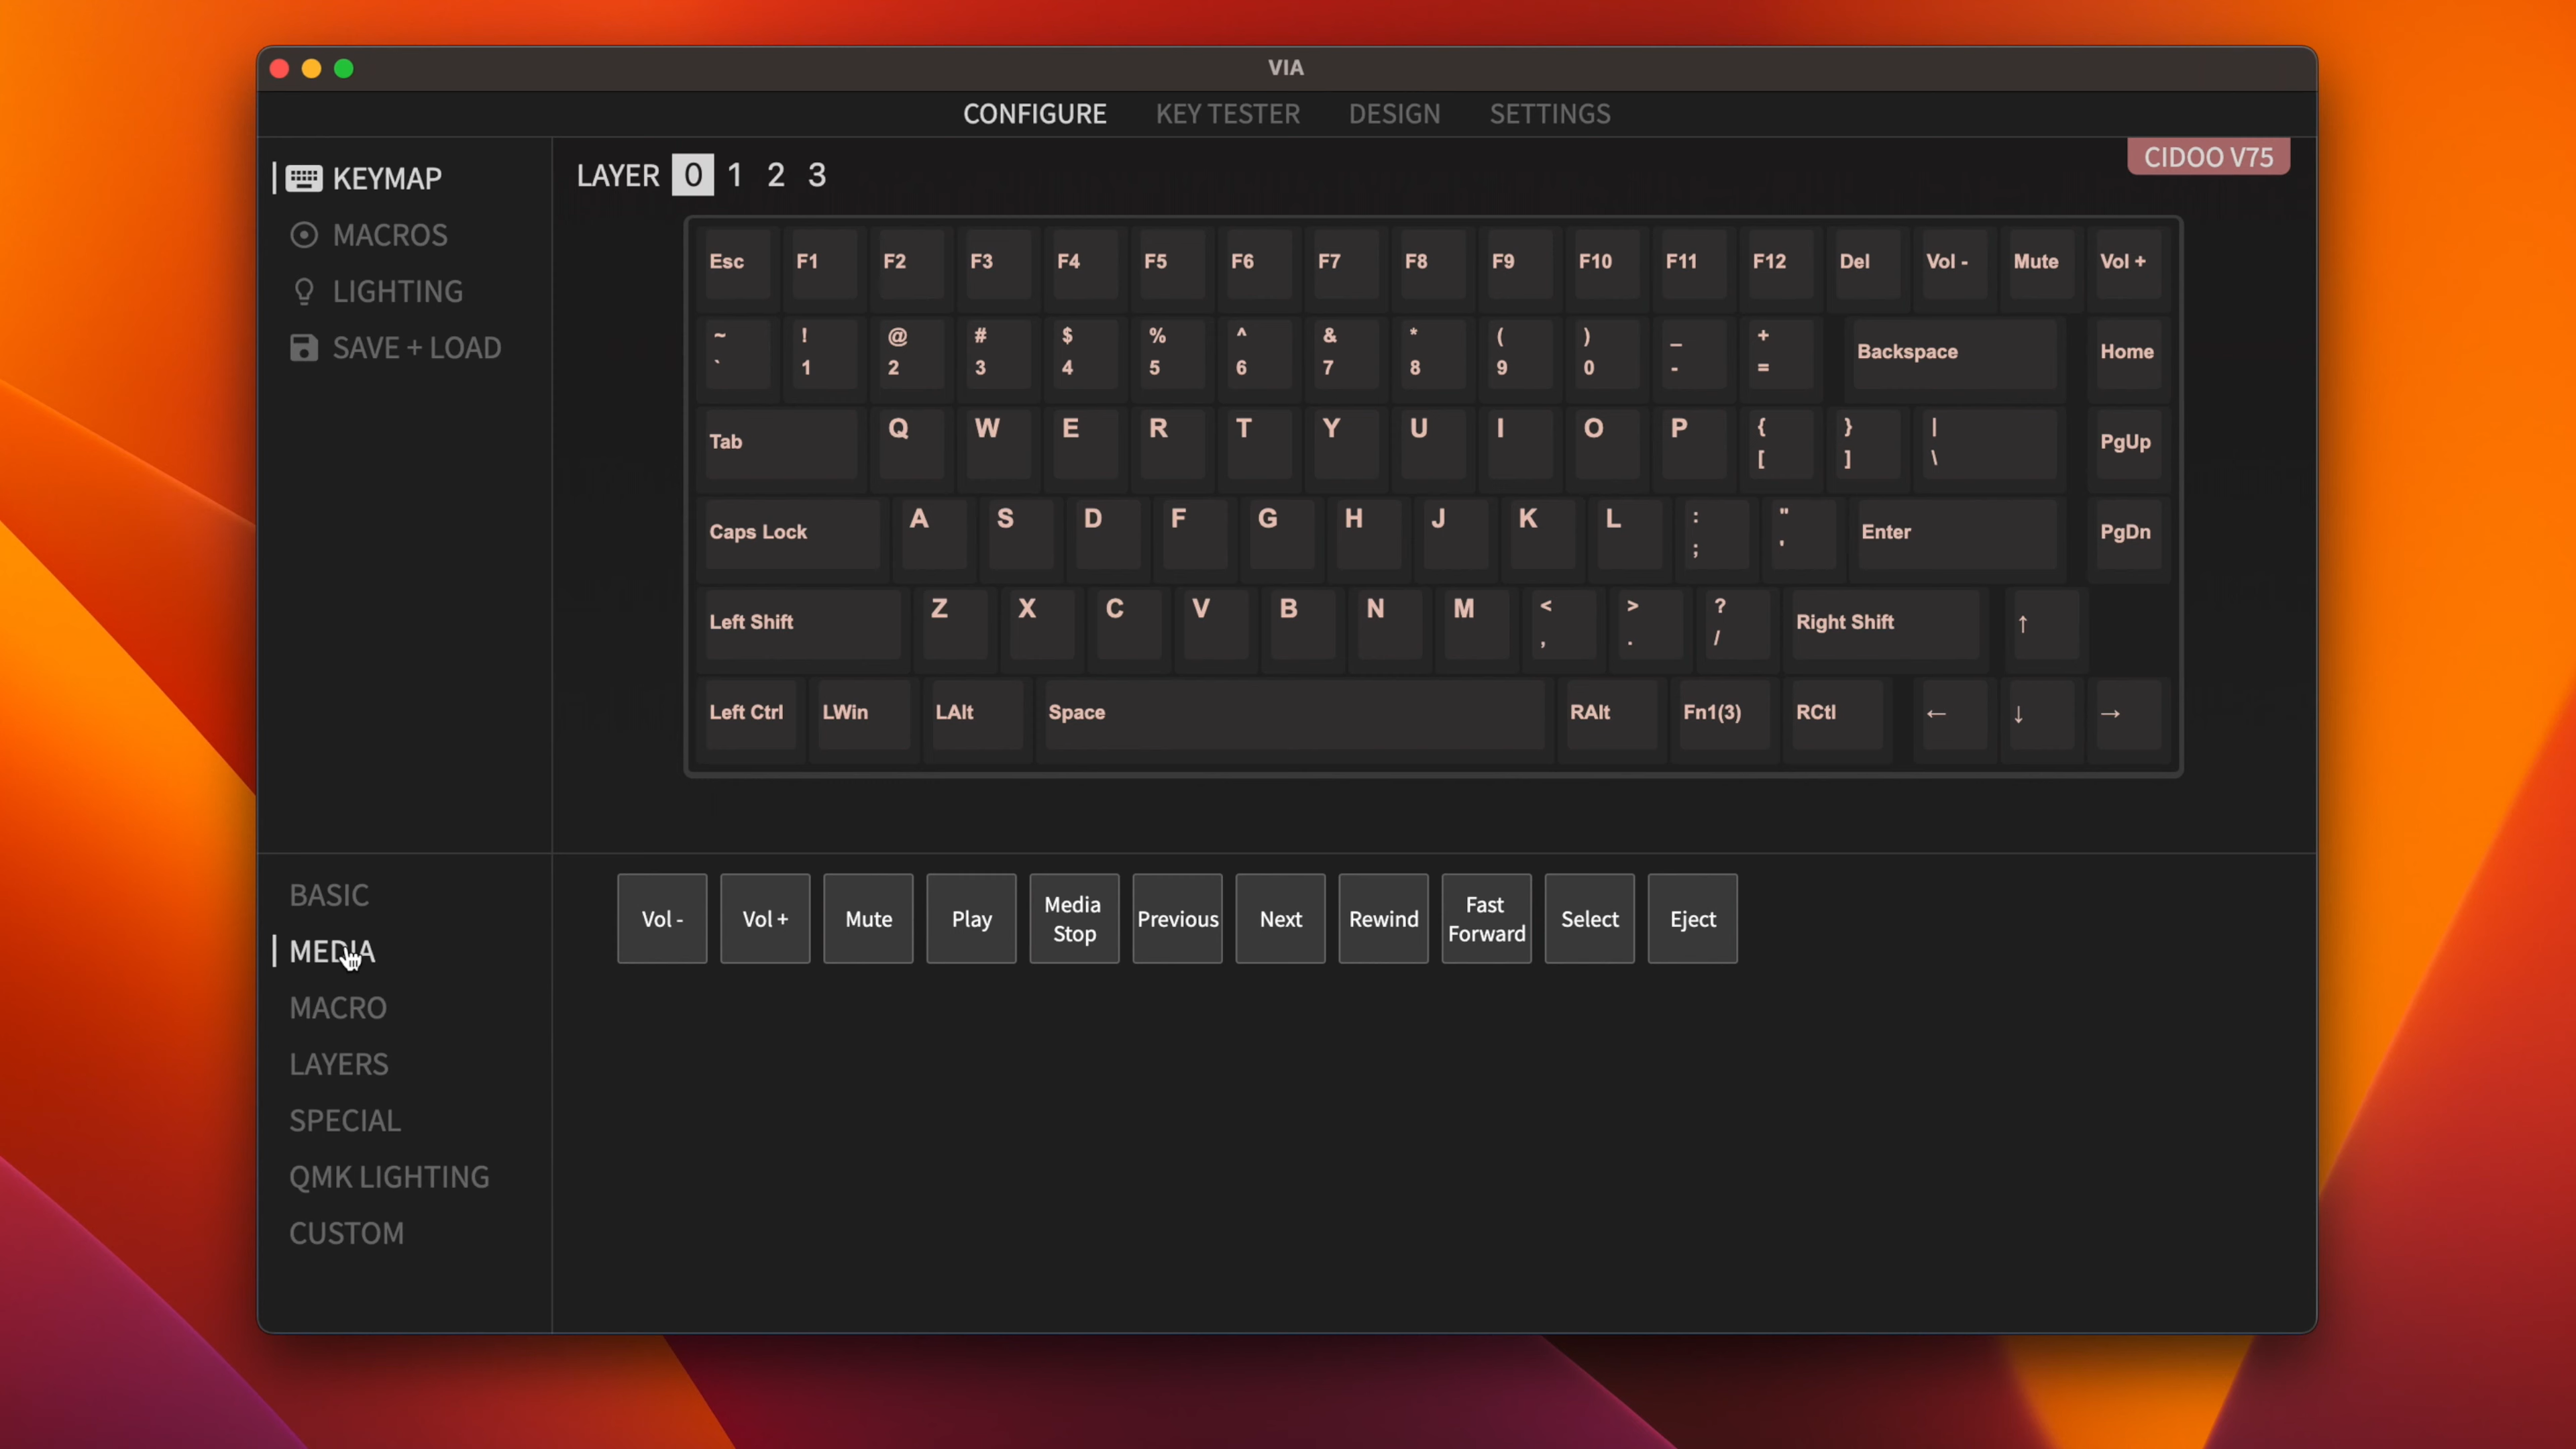 VIA
CONFIGURE KEY TESTER DESIGN SETTINGS
KEYMAP
MACROS
LIGHTING
SAVE + LOAD
LAYER 0 1 2 3
CIDOO V75
Esc F1 F2 F3 F4 F5 F6 F7 F8 F9 F10 F11 F12 Del Vol - Mute Vol +
~ ! @ # $ % ^ & * ( ) _ +
` 1 2 3 4 5 6 7 8 9 0 - = Backspace Home
Tab Q W E R T Y U I O P { } | PgUp
[ ] \
Caps Lock A S D F G H J K L : " Enter PgDn
; '
Left Shift Z X C V B N M < > ? Right Shift ↑
, . /
Left Ctrl LWin LAlt Space RAlt Fn1(3) RCtl ← ↓ →
BASIC
MEDIA
MACRO
LAYERS
SPECIAL
QMK LIGHTING
CUSTOM
Vol - Vol + Mute Play Media Stop Previous Next Rewind Fast Forward Select Eject